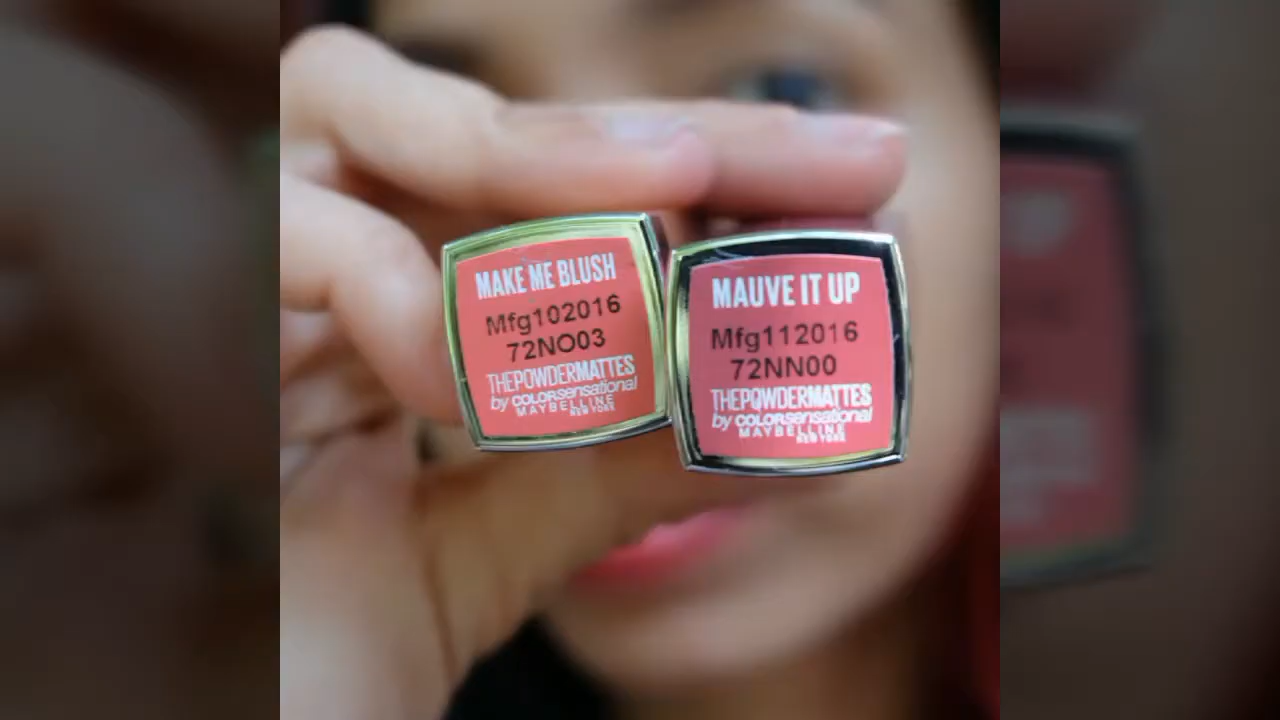 MAKE ME BLUSH
Mfg102016
72NO03
THEPOWDERMATTES
by COLORsensational
MAYBELLINE
NEW YORK
MAUVE IT UP
Mfg112016
72NN00
THEPOWDERMATTES
by COLORsensational
MAYBELLINE
NEW YORK